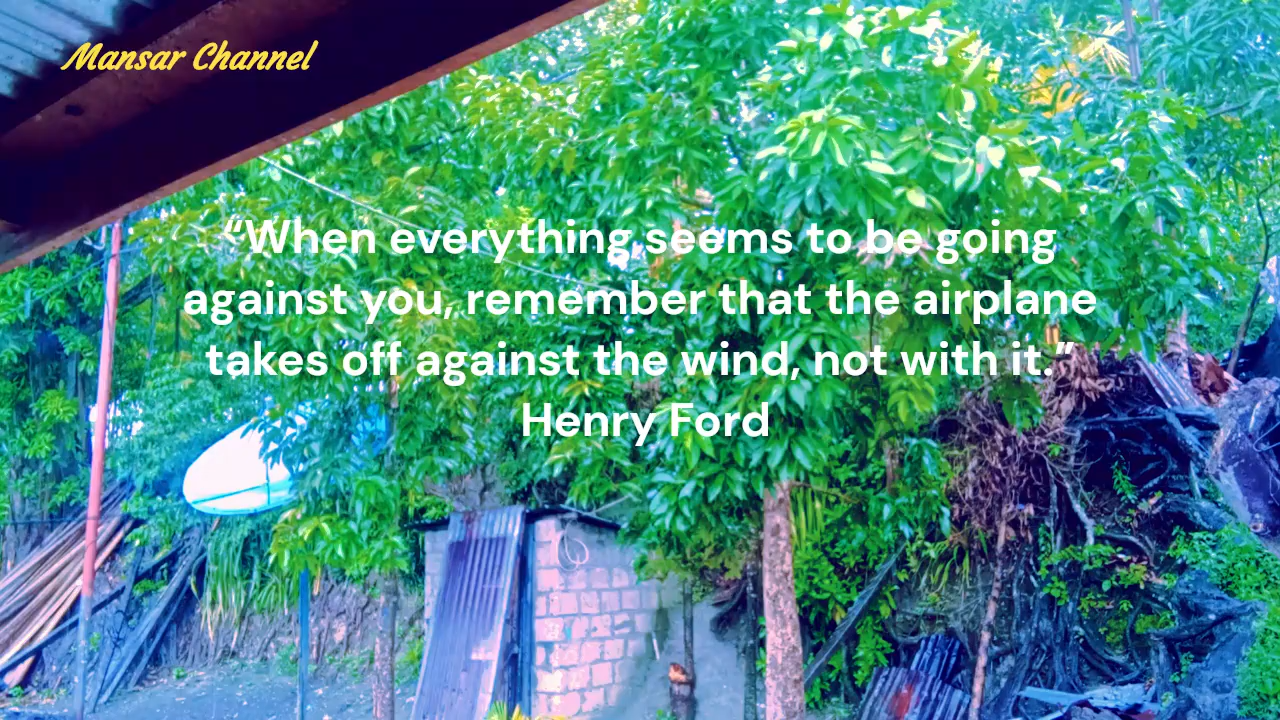 Mansar Channel
“When everything seems to be going
against you, remember that the airplane
takes off against the wind, not with it.”
Henry Ford